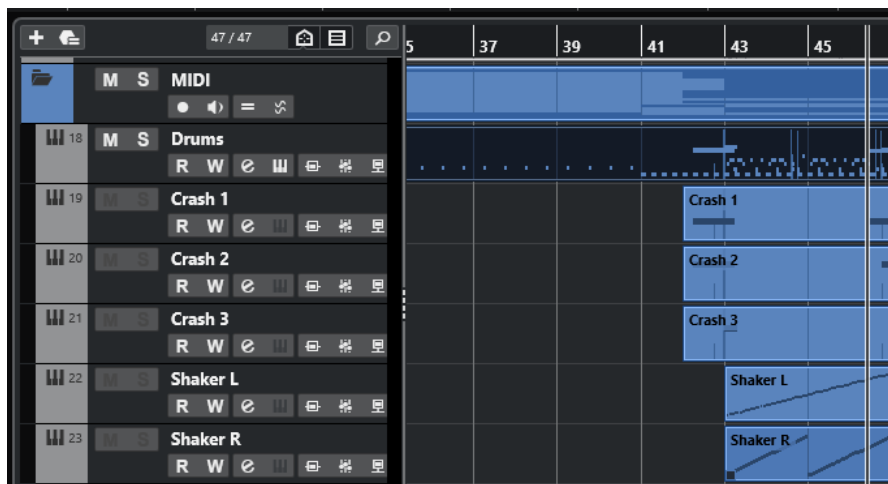 47 / 47
5 37 39 41 43 45
M S MIDI
18 M S Drums
R W e
19 M S Crash 1
R W e
Crash 1
20 M S Crash 2
R W e
Crash 2
21 M S Crash 3
R W e
Crash 3
22 M S Shaker L
R W e
Shaker L
23 M S Shaker R
R W e
Shaker R